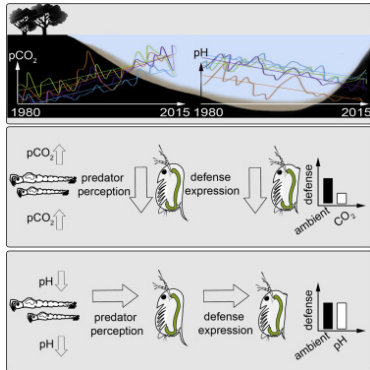 pCO₂
pH
1980
2015
1980
2015
pCO₂
predator
perception
defense
expression
defense
pCO₂
ambient
CO₂
pH
predator
perception
defense
expression
defense
pH
ambient
pH